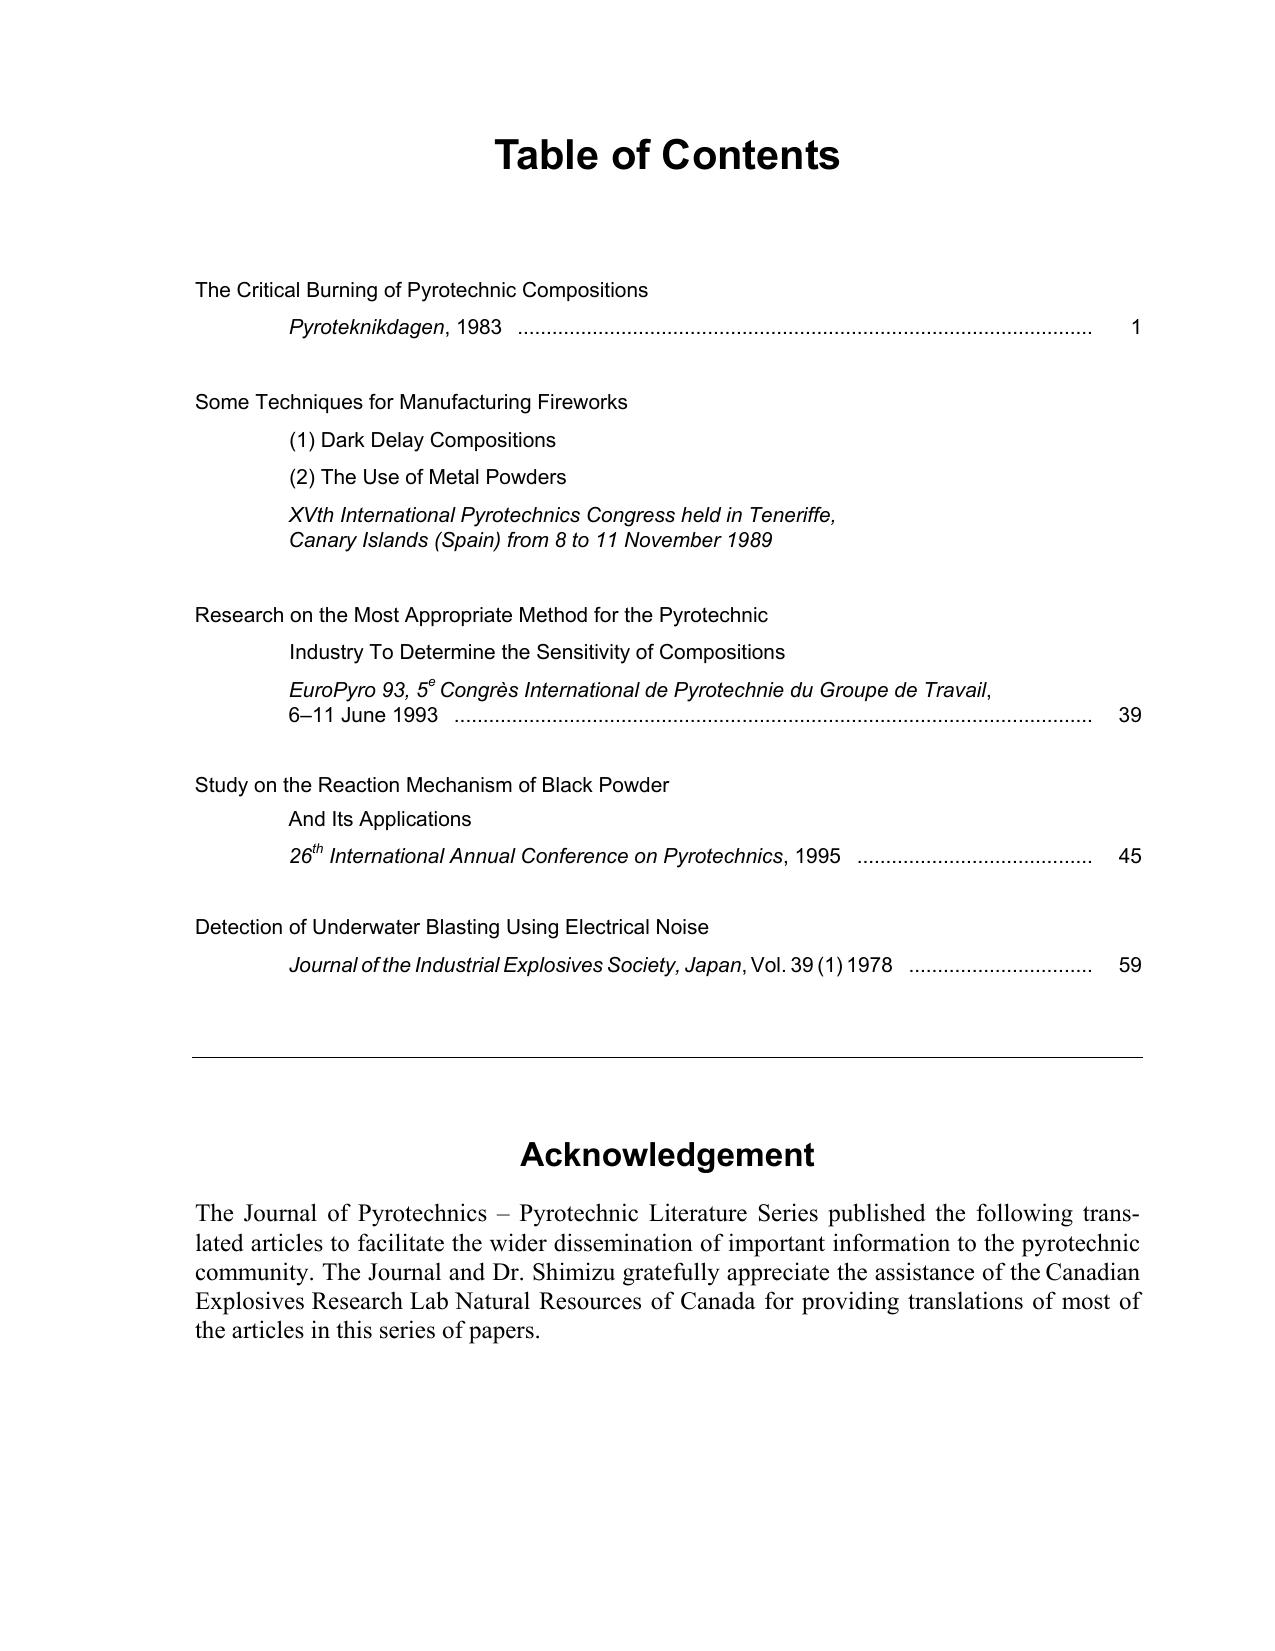 Table of Contents
The Critical Burning of Pyrotechnic Compositions
Pyroteknikdagen, 1983 .................................................................................................... 1
Some Techniques for Manufacturing Fireworks
(1) Dark Delay Compositions
(2) The Use of Metal Powders
XVth International Pyrotechnics Congress held in Teneriffe,
Canary Islands (Spain) from 8 to 11 November 1989
Research on the Most Appropriate Method for the Pyrotechnic
Industry To Determine the Sensitivity of Compositions
EuroPyro 93, 5e Congrès International de Pyrotechnie du Groupe de Travail,
6–11 June 1993 ............................................................................................................... 39
Study on the Reaction Mechanism of Black Powder
And Its Applications
26th International Annual Conference on Pyrotechnics, 1995 ......................................... 45
Detection of Underwater Blasting Using Electrical Noise
Journal of the Industrial Explosives Society, Japan, Vol. 39 (1) 1978 ................................ 59
Acknowledgement
The Journal of Pyrotechnics – Pyrotechnic Literature Series published the following trans-
lated articles to facilitate the wider dissemination of important information to the pyrotechnic
community. The Journal and Dr. Shimizu gratefully appreciate the assistance of the Canadian
Explosives Research Lab Natural Resources of Canada for providing translations of most of
the articles in this series of papers.